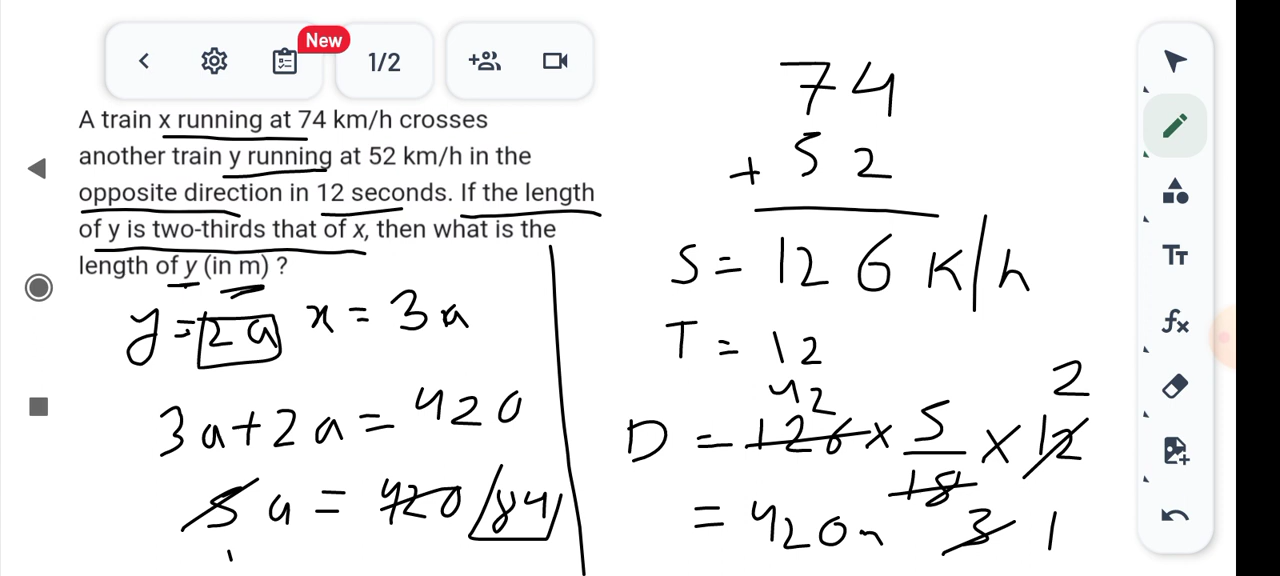 New
1/2
A train x running at 74 km/h crosses
another train y running at 52 km/h in the
opposite direction in 12 seconds. If the length
of y is two-thirds that of x, then what is the
length of y (in m) ?
y = 2a x = 3a
3a + 2a = 420
5a = 420 / 84
1
74
+ 52
S = 126 K/h
T = 12
42 2
D = 126 × 5/18 × 12
3 1
= 420m
Tт
fx